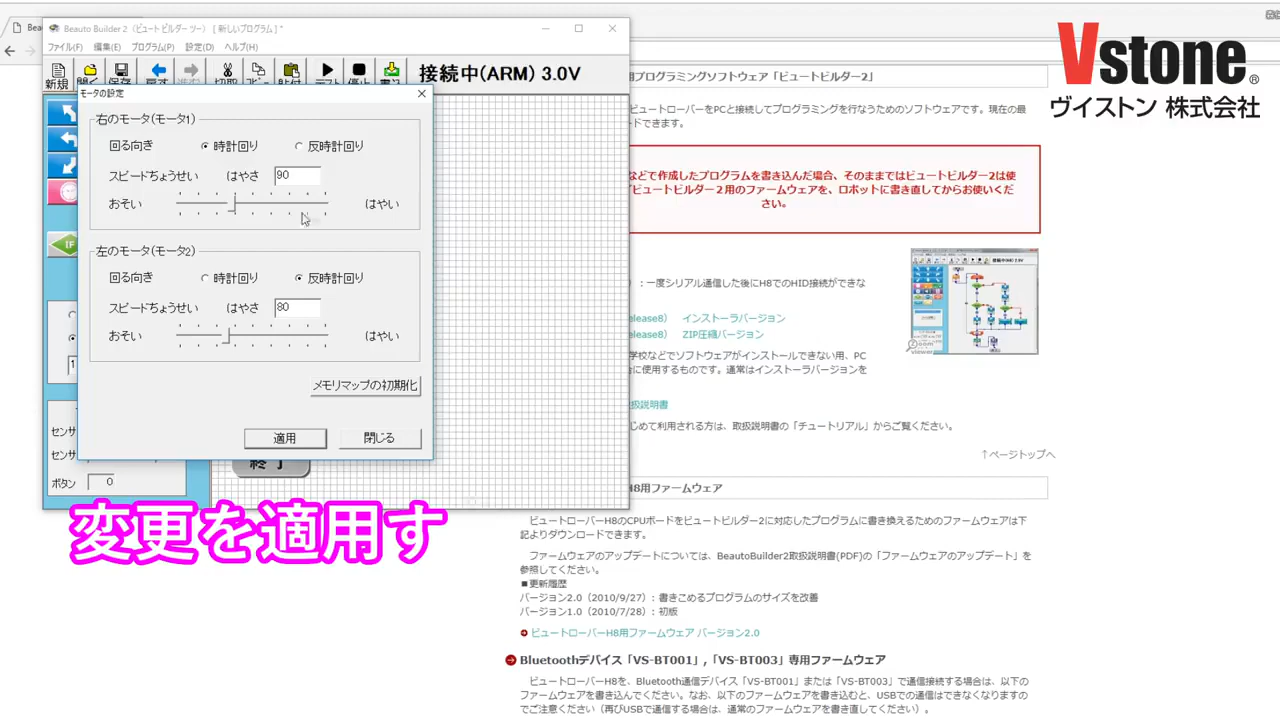 Bea
Beauto Builder 2（ビュート ビルダー ツー）[ 新しいプログラム ] *
ファイル(F) 編集(E) プログラム(P) 設定(D) ヘルプ(H)
新規 開く 保存 戻す 進む 切取 コピー 貼付 テスト 停止 書込
接続中(ARM) 3.0V
モータの設定
右のモータ(モータ1)
回る向き 時計回り 反時計回り
スピードちょうせい はやさ 90
おそい はやい
左のモータ(モータ2)
回る向き 時計回り 反時計回り
スピードちょうせい はやさ 80
おそい はやい
メモリマップの初期化
適用 閉じる
IF
1
センサ
センサ
ボタン 0
終了
変更を適用す
Vstone®
ヴイストン 株式会社
用プログラミングソフトウェア「ビュートビルダー2」
ビュートローバーをPCと接続してプログラミングを行なうためのソフトウェアです。現在の最
ードできます。
などで作成したプログラムを書き込んだ場合、そのままではビュートビルダー2は使
ビュートビルダー２用のファームウェアを、ロボットに書き直してからお使いくだ
さい。
：一度シリアル通信した後にH8でのHID接続ができな
elease8） インストーラバージョン
elease8） ZIP圧縮バージョン
学校などでソフトウェアがインストールできない用、PC
合に使用するものです。通常はインストーラバージョンを
取扱説明書
じめて利用される方は、取扱説明書の「チュートリアル」からご覧ください。
Zoom
viewer
↑ページトップへ
H8用ファームウェア
ビュートローバーH8のCPUボードをビュートビルダー2に対応したプログラムに書き換えるためのファームウェアは下
記よりダウンロードできます。
ファームウェアのアップデートについては、BeautoBuilder2取扱説明書(PDF)の「ファームウェアのアップデート」を
参照してください。
■更新履歴
バージョン2.0（2010/9/27）: 書きこめるプログラムのサイズを改善
バージョン1.0（2010/7/28）: 初版
ビュートローバーH8用ファームウェア バージョン2.0
Bluetoothデバイス「VS-BT001」,「VS-BT003」専用ファームウェア
ビュートローバーH8を、Bluetooth通信デバイス「VS-BT001」または「VS-BT003」で通信接続する場合は、以下の
ファームウェアを書き込んでください。なお、以下のファームウェアを書き込むと、USBでの通信はできなくなりますの
でご注意ください（再びUSBで通信する場合は、通常のファームウェアを書き直してください）。